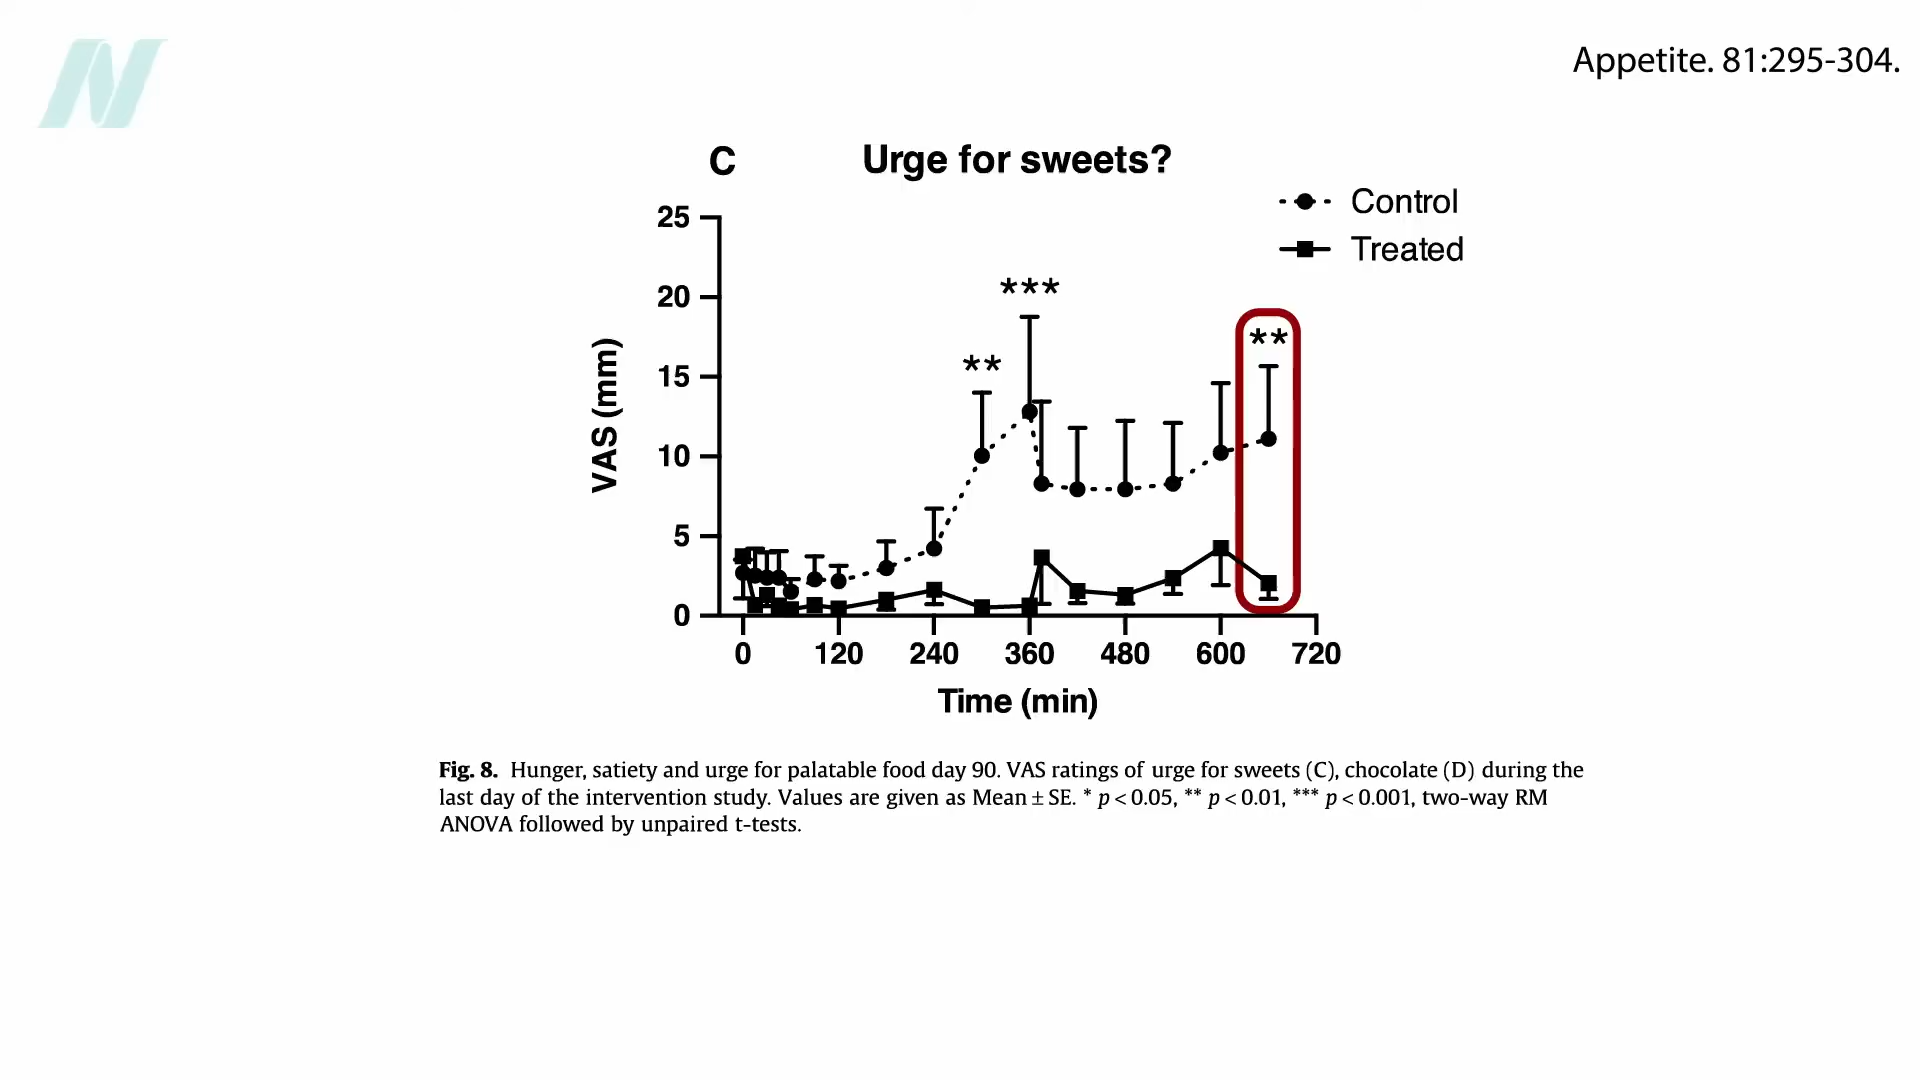 Appetite. 81:295-304.
C Urge for sweets?
Control
Treated
25
20
15
10
5
0
VAS (mm)
***
**
**
0 120 240 360 480 600 720
Time (min)
Fig. 8. Hunger, satiety and urge for palatable food day 90. VAS ratings of urge for sweets (C), chocolate (D) during the
last day of the intervention study. Values are given as Mean ± SE. * p < 0.05, ** p < 0.01, *** p < 0.001, two-way RM
ANOVA followed by unpaired t-tests.